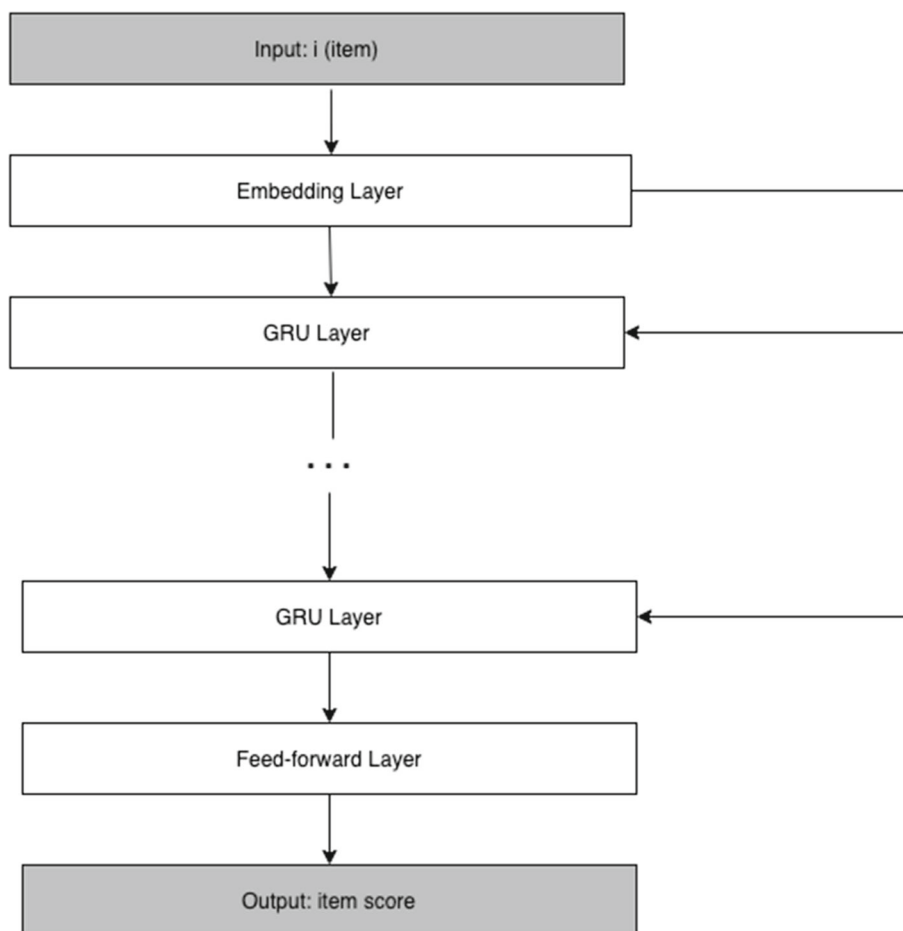 Input: i (item)
Embedding Layer
GRU Layer
...
GRU Layer
Feed-forward Layer
Output: item score